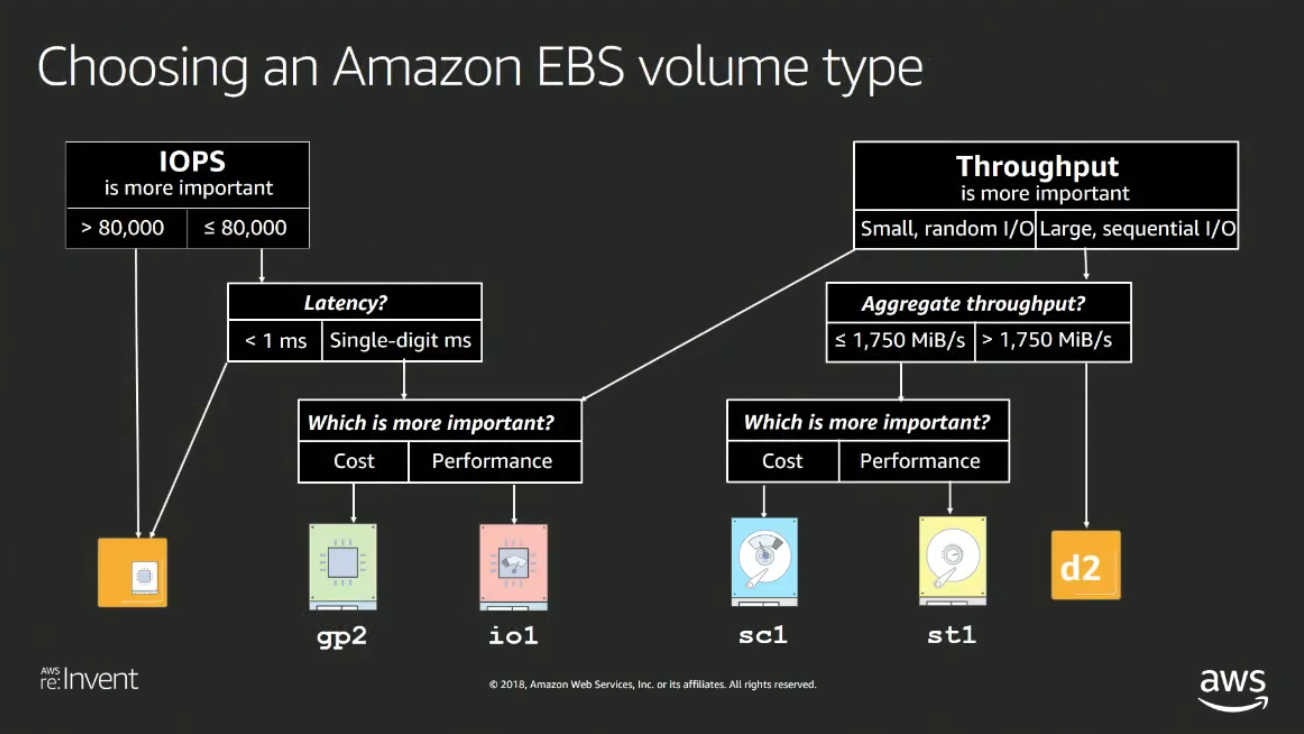 Choosing an Amazon EBS volume type
IOPS
is more important
> 80,000
≤ 80,000
Throughput
is more important
Small, random I/O
Large, sequential I/O
Latency?
< 1 ms
Single-digit ms
Aggregate throughput?
≤ 1,750 MiB/s
> 1,750 MiB/s
Which is more important?
Cost
Performance
Which is more important?
Cost
Performance
d2
gp2
io1
sc1
st1
AWS
re:Invent
© 2018, Amazon Web Services, Inc. or its affiliates. All rights reserved.
aws